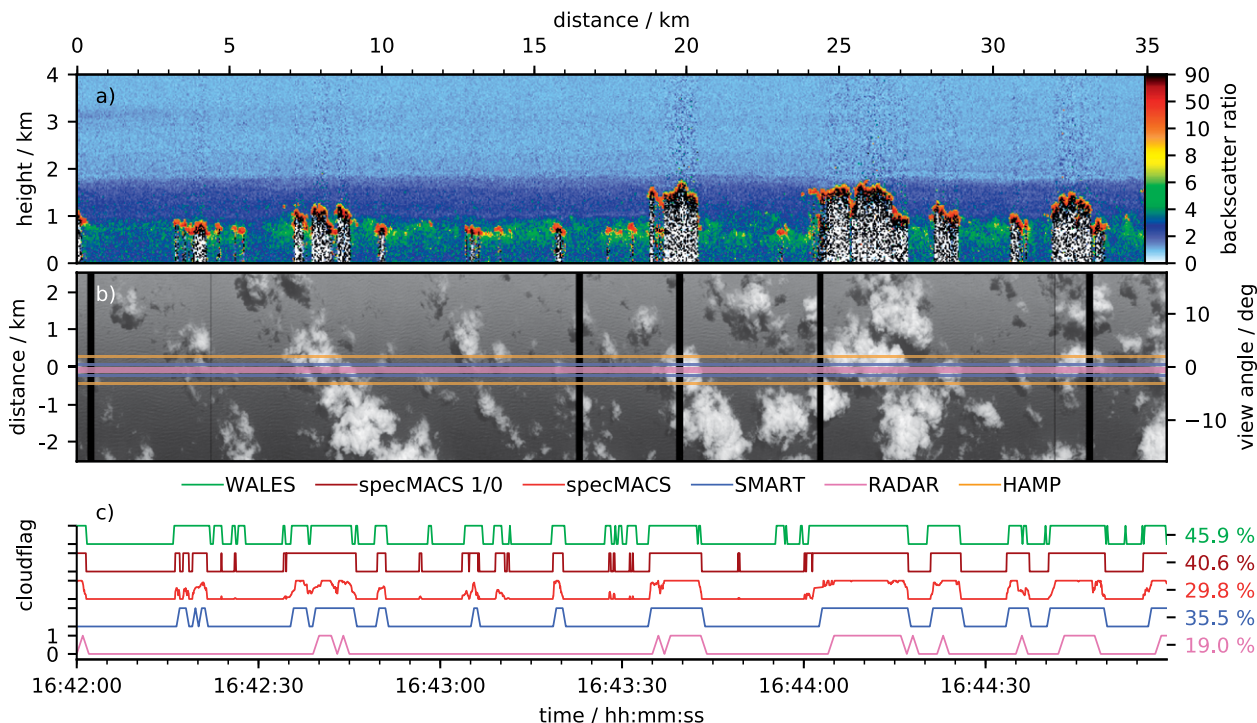 distance / km
0 5 10 15 20 25 30 35
a)
height / km
4
3
2
1
0
90
50
10
8
6
4
2
0
backscatter ratio
b)
distance / km
2
1
0
-1
-2
10
0
−10
view angle / deg
WALES specMACS 1/0 specMACS SMART RADAR HAMP
c)
cloudflag
1
0
45.9 %
40.6 %
29.8 %
35.5 %
19.0 %
16:42:00 16:42:30 16:43:00 16:43:30 16:44:00 16:44:30
time / hh:mm:ss